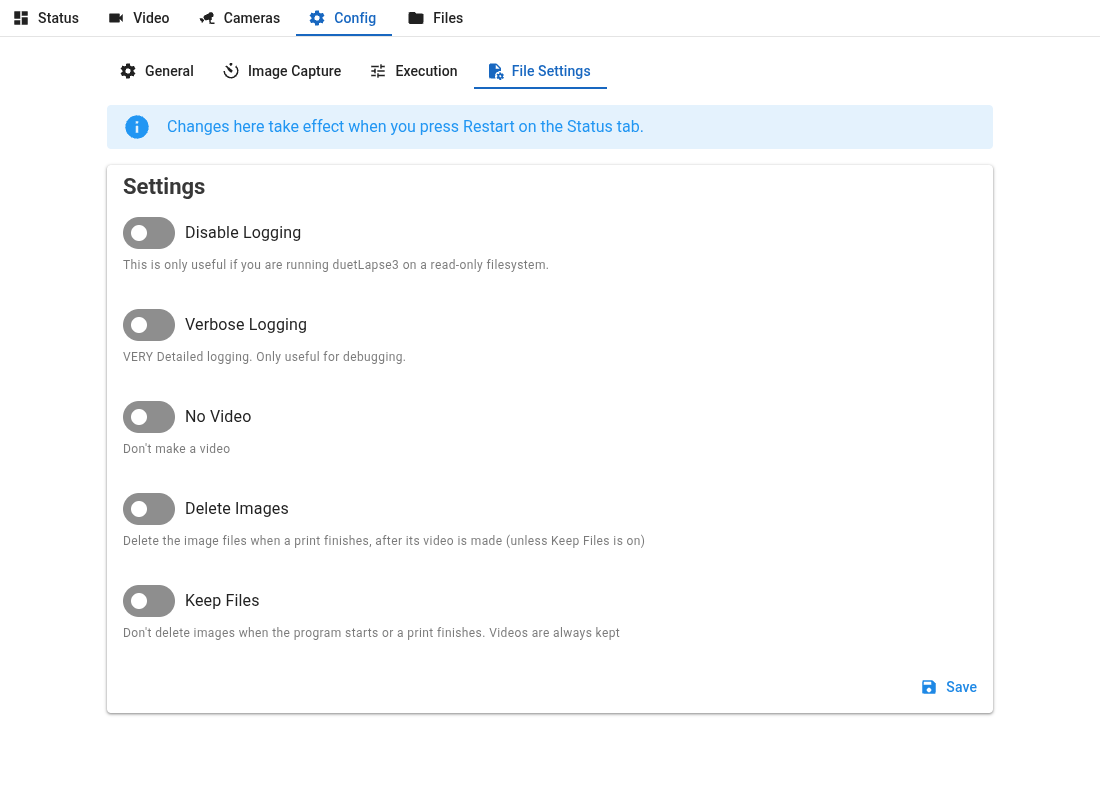 Status Video Cameras Config Files
General Image Capture Execution File Settings
Changes here take effect when you press Restart on the Status tab.
Settings
Disable Logging
This is only useful if you are running duetLapse3 on a read-only filesystem.
Verbose Logging
VERY Detailed logging. Only useful for debugging.
No Video
Don't make a video
Delete Images
Delete the image files when a print finishes, after its video is made (unless Keep Files is on)
Keep Files
Don't delete images when the program starts or a print finishes. Videos are always kept
Save